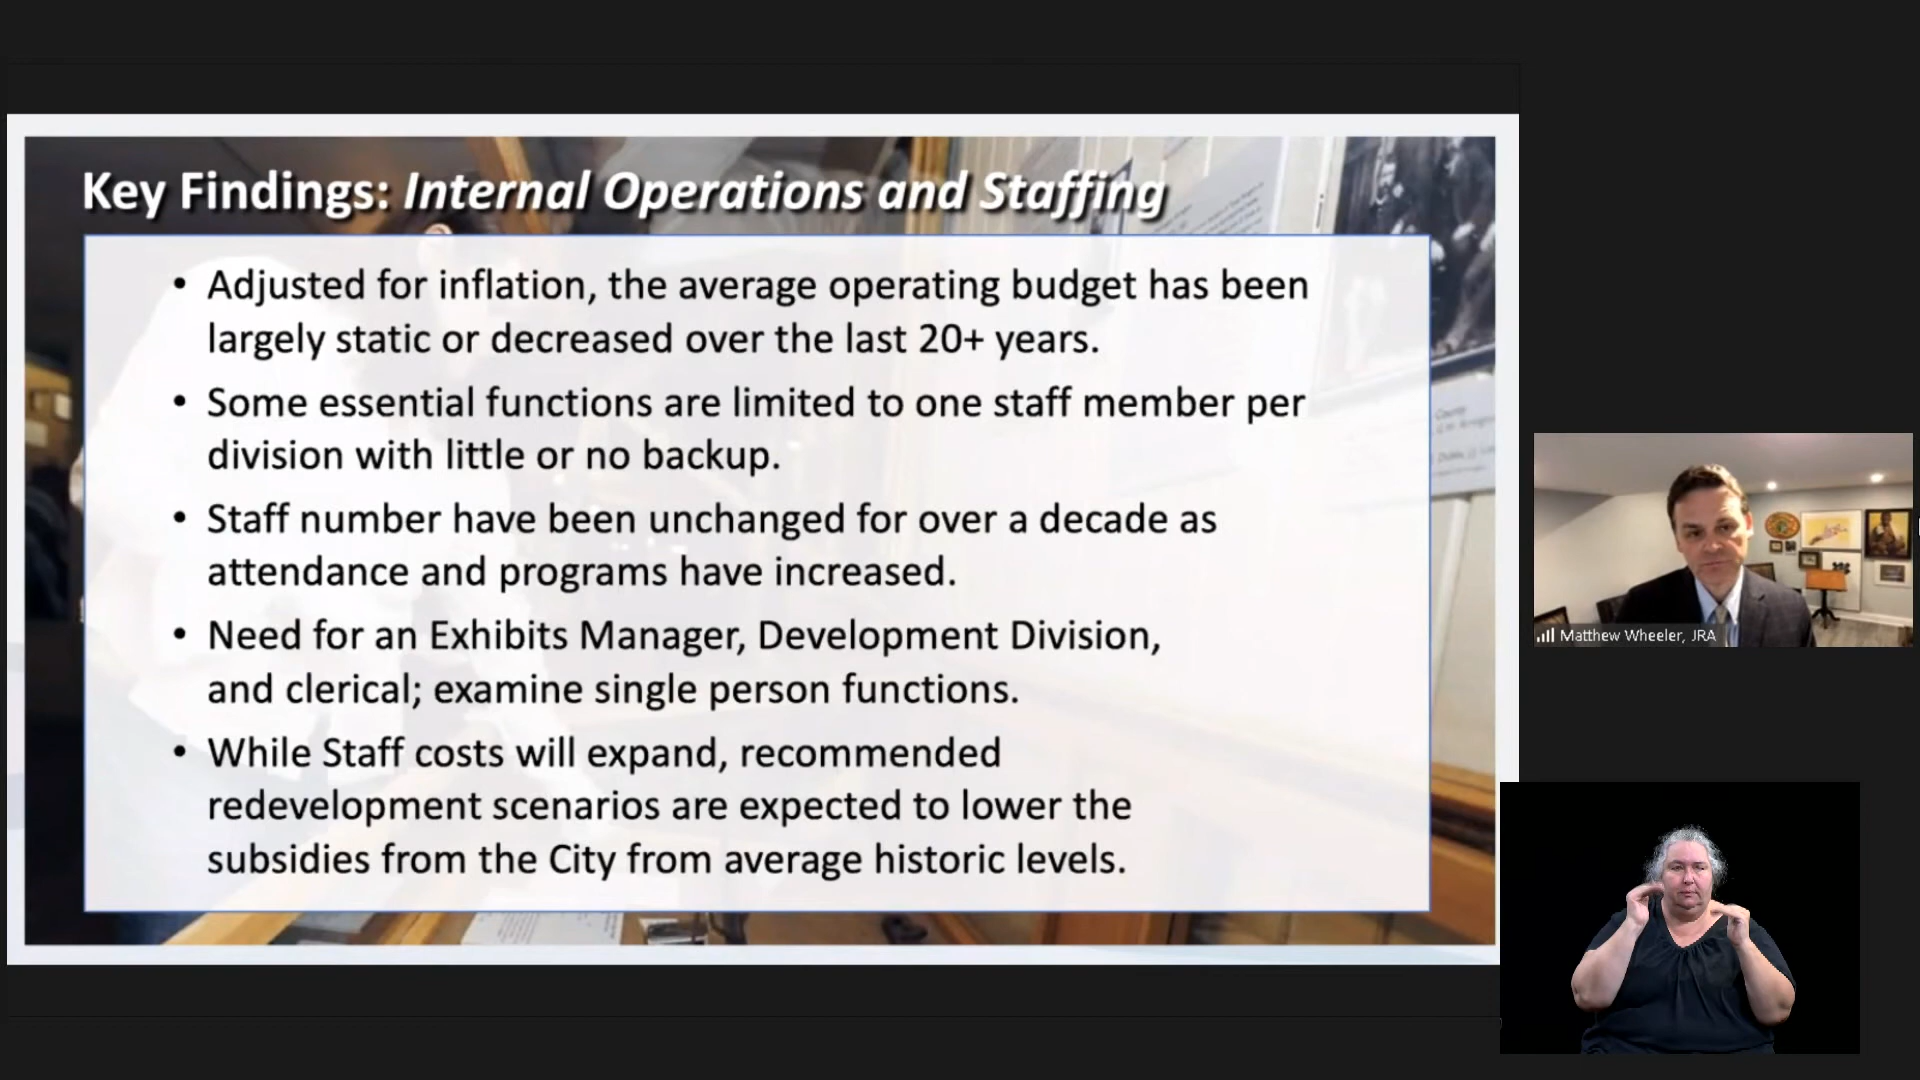 Key Findings: Internal Operations and Staffing
• Adjusted for inflation, the average operating budget has been
largely static or decreased over the last 20+ years.
• Some essential functions are limited to one staff member per
division with little or no backup.
• Staff number have been unchanged for over a decade as
attendance and programs have increased.
• Need for an Exhibits Manager, Development Division,
and clerical; examine single person functions.
• While Staff costs will expand, recommended
redevelopment scenarios are expected to lower the
subsidies from the City from average historic levels.
County
Matthew Wheeler, JRA